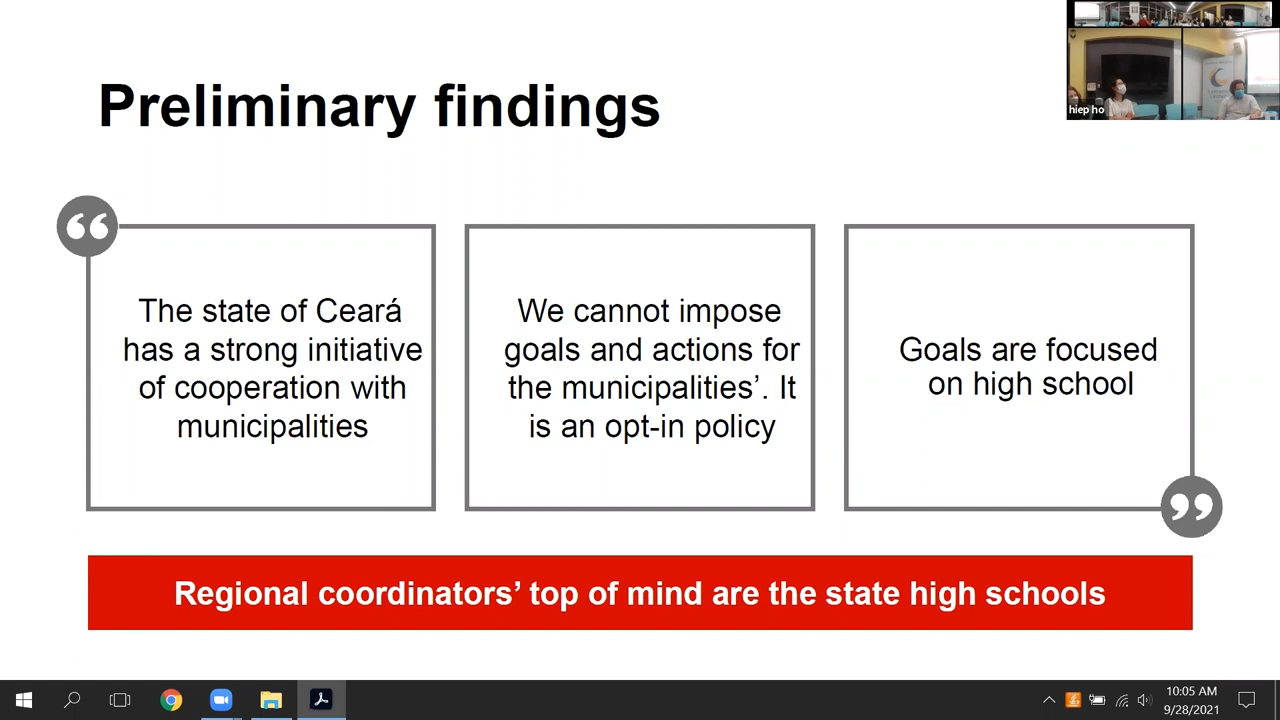 Preliminary findings
hiep ho
“
The state of Ceará
has a strong initiative
of cooperation with
municipalities
We cannot impose
goals and actions for
the municipalities’. It
is an opt-in policy
Goals are focused
on high school
”
Regional coordinators’ top of mind are the state high schools
10:05 AM
9/28/2021